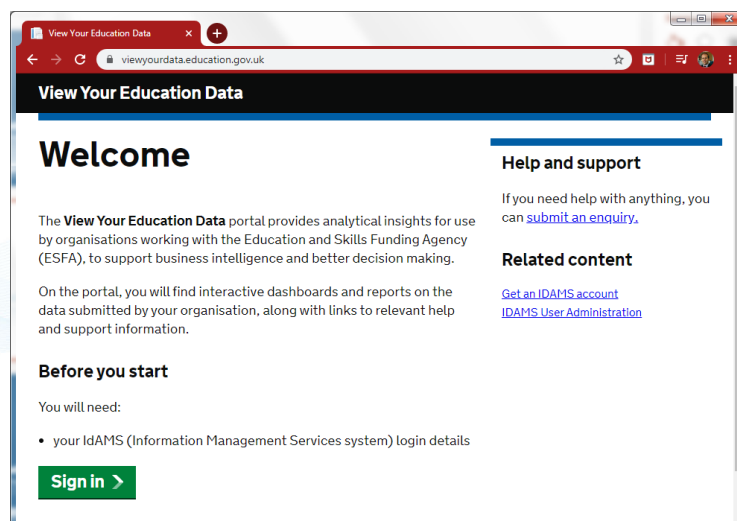 View Your Education Data
viewyourdata.education.gov.uk
View Your Education Data
Welcome
The View Your Education Data portal provides analytical insights for use
by organisations working with the Education and Skills Funding Agency
(ESFA), to support business intelligence and better decision making.
On the portal, you will find interactive dashboards and reports on the
data submitted by your organisation, along with links to relevant help
and support information.
Before you start
You will need:
• your IdAMS (Information Management Services system) login details
Sign in
Help and support
If you need help with anything, you
can submit an enquiry.
Related content
Get an IDAMS account
IDAMS User Administration